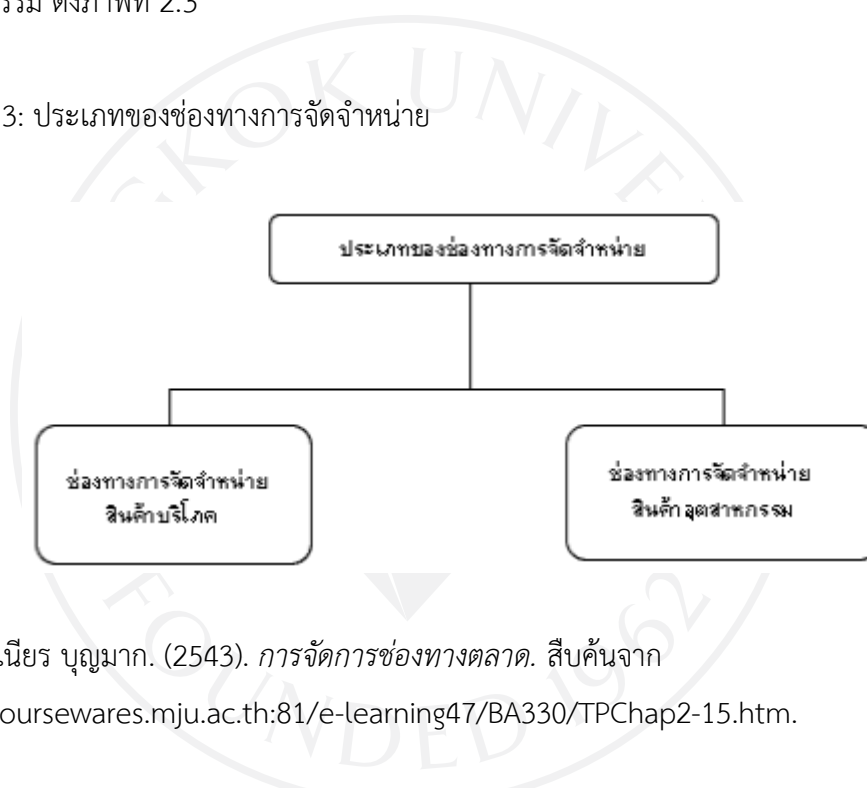 ดังภาพที่ 2.3
3: ประเภทของช่องทางการจัดจำหน่าย
ประเภทของช่องทางการจัดจำหน่าย
ช่องทางการจัดจำหน่าย
สินค้าบริโภค
ช่องทางการจัดจำหน่าย
สินค้าอุตสาหกรรม
บุญมาก. (2543). การจัดการช่องทางตลาด. สืบค้นจาก
oursewares.mju.ac.th:81/e-learning47/BA330/TPChap2-15.htm.
FOUNDED 1962